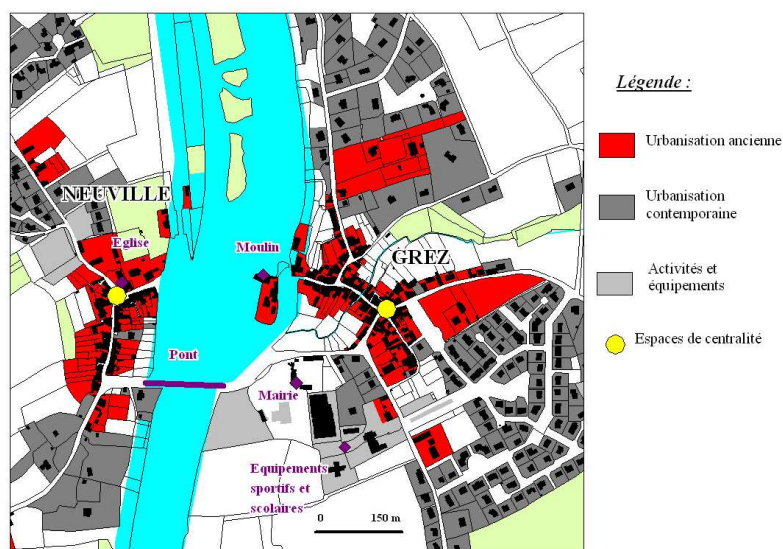 Légende :
Urbanisation ancienne
Urbanisation
contemporaine
Activités et
équipements
Espaces de centralité
NEUVILLE
Eglise
Moulin
GREZ
Pont
Mairie
Equipements
sportifs et
scolaires
0 150 m